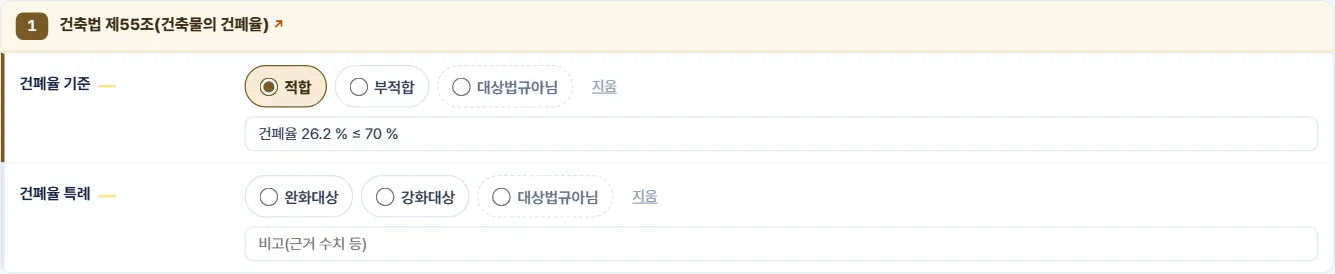 1 건축법 제55조(건축물의 건폐율) ↗
건폐율 기준 — 적합 부적합 대상법규아님 지움
건폐율 26.2 % ≤ 70 %
건폐율 특례 — 완화대상 강화대상 대상법규아님 지움
비고(근거 수치 등)